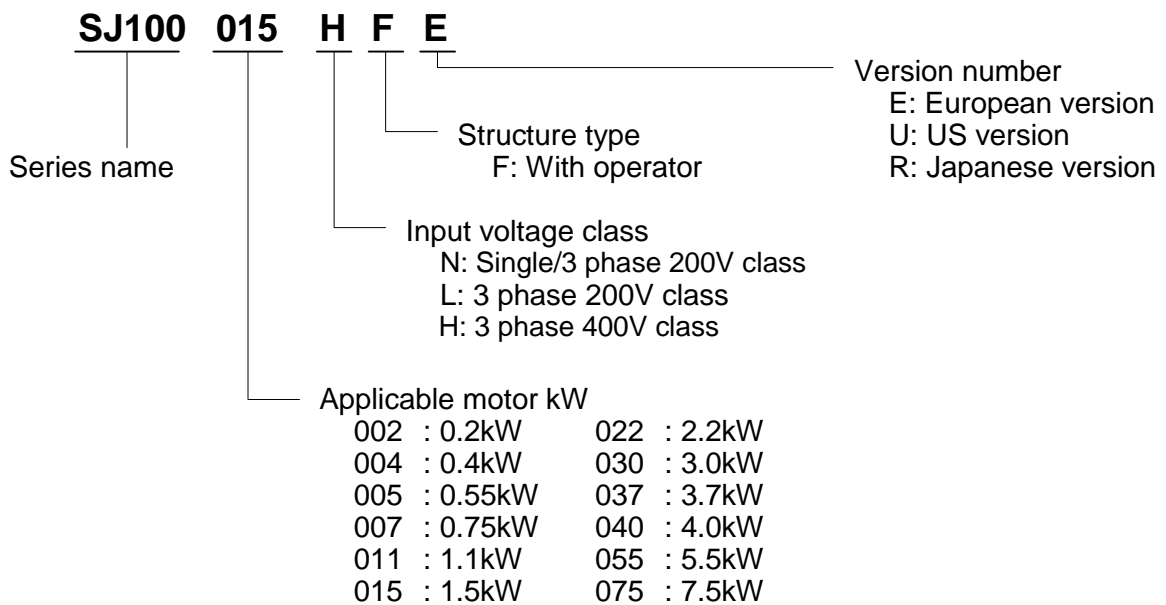 SJ100 015 H F E
Version number
E: European version
U: US version
R: Japanese version
Structure type
F: With operator
Series name
Input voltage class
N: Single/3 phase 200V class
L: 3 phase 200V class
H: 3 phase 400V class
Applicable motor kW
002 : 0.2kW 022 : 2.2kW
004 : 0.4kW 030 : 3.0kW
005 : 0.55kW 037 : 3.7kW
007 : 0.75kW 040 : 4.0kW
011 : 1.1kW 055 : 5.5kW
015 : 1.5kW 075 : 7.5kW